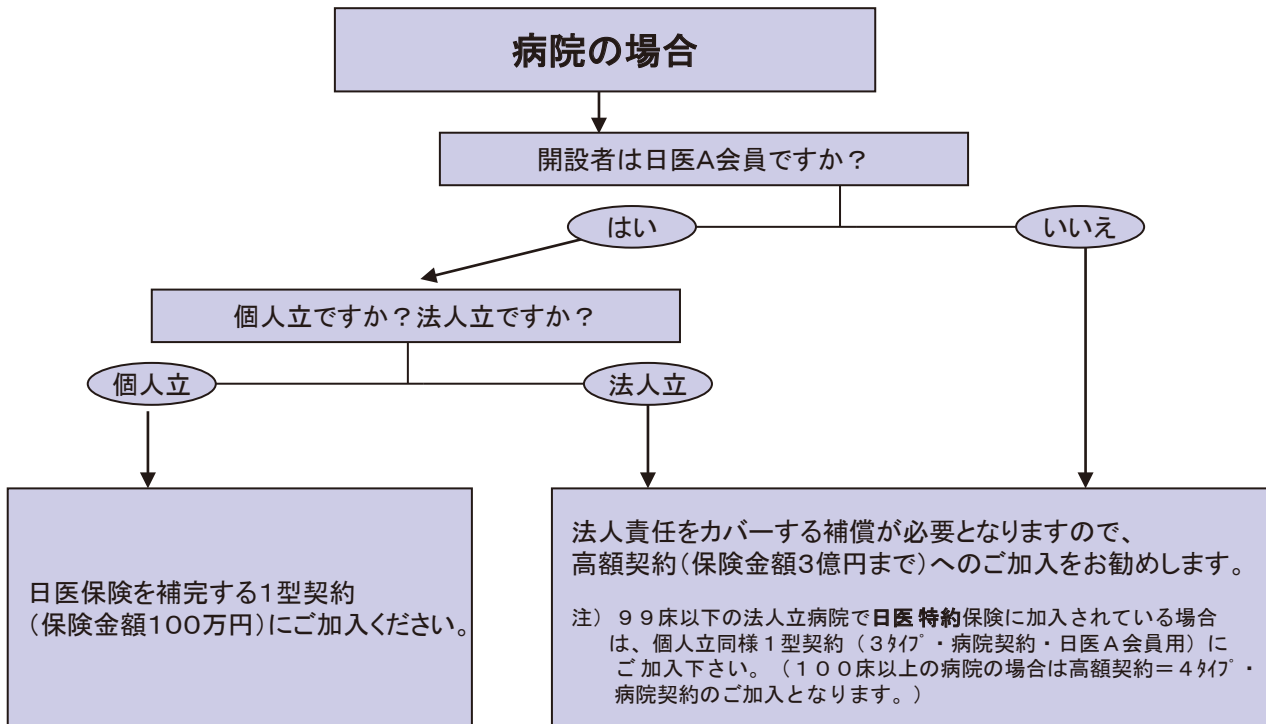 病院の場合
開設者は日医A会員ですか？
はい
いいえ
個人立ですか？法人立ですか？
個人立
法人立
日医保険を補完する1型契約
（保険金額100万円）にご加入ください。
法人責任をカバーする補償が必要となりますので、
高額契約（保険金額3億円まで）へのご加入をお勧めします。
注）９９床以下の法人立病院で日医特約保険に加入されている場合
は、個人立同様１型契約（３ﾀｲﾌﾟ・病院契約・日医Ａ会員用）に
ご加入下さい。（１００床以上の病院の場合は高額契約＝４ﾀｲﾌﾟ・
病院契約のご加入となります。）